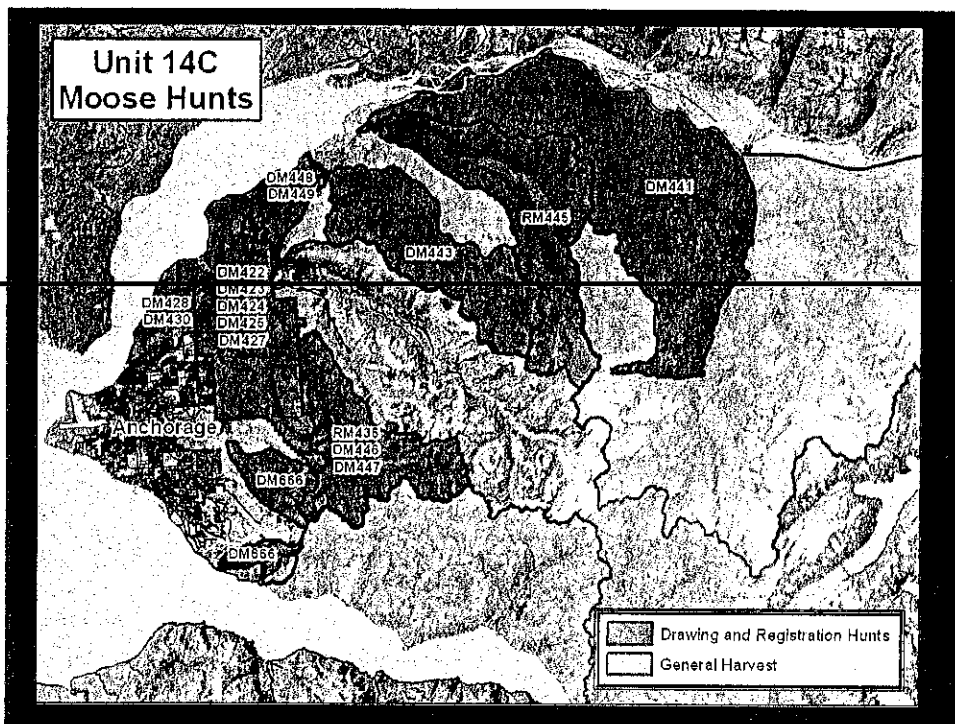 Unit 14C
Moose Hunts
DM448
DM449
DM441
RM445
DM443
DM422
DM423
DM424
DM425
DM427
DM428
DM430
Anchorage
RM435
DM446
DM447
DM666
DM666
Drawing and Registration Hunts
General Harvest